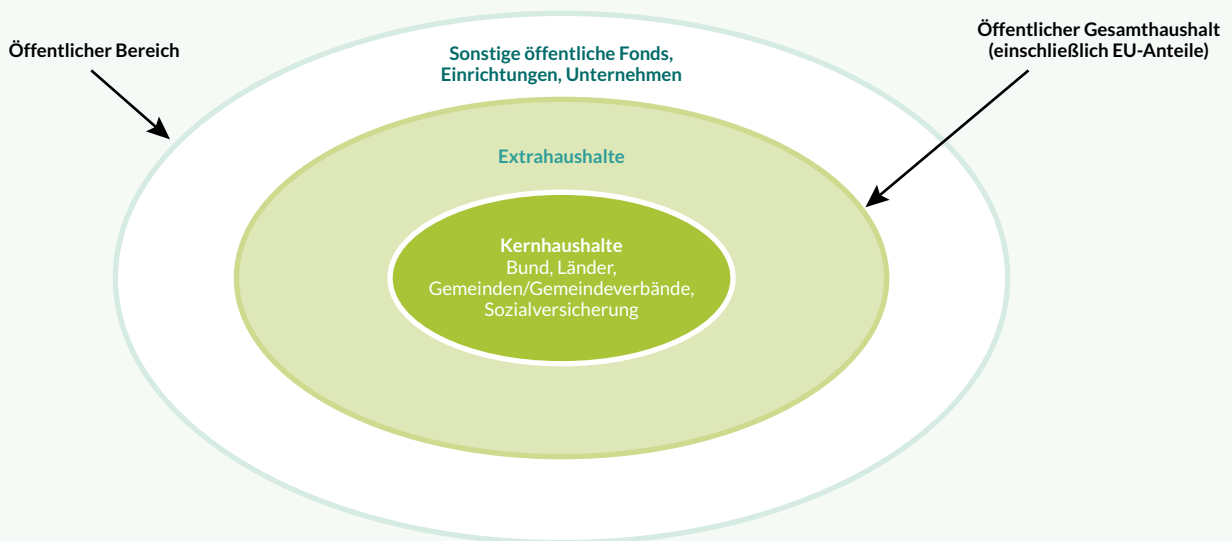 Öffentlicher Bereich
Öffentlicher Gesamthaushalt
(einschließlich EU-Anteile)
Sonstige öffentliche Fonds,
Einrichtungen, Unternehmen
Extrahaushalte
Kernhaushalte
Bund, Länder,
Gemeinden/Gemeindeverbände,
Sozialversicherung